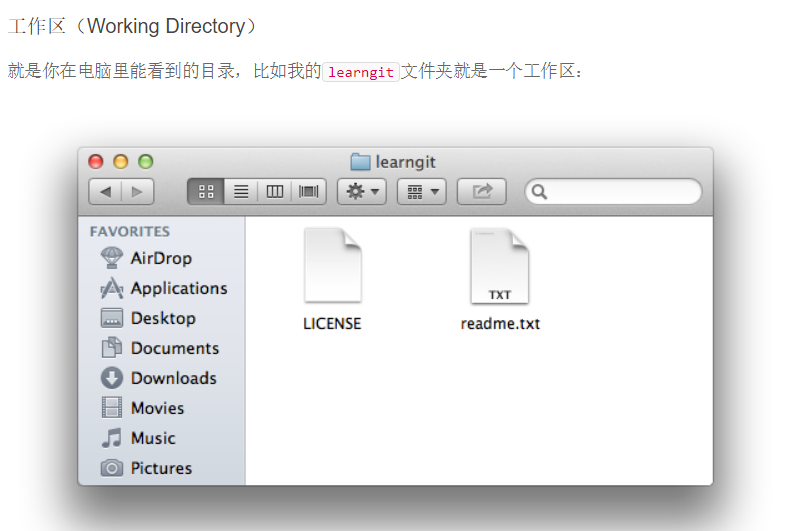 工作区（Working Directory）
就是你在电脑里能看到的目录，比如我的learngit文件夹就是一个工作区：
learngit
FAVORITES
AirDrop
Applications
Desktop
Documents
Downloads
Movies
Music
Pictures
TXT
LICENSE readme.txt